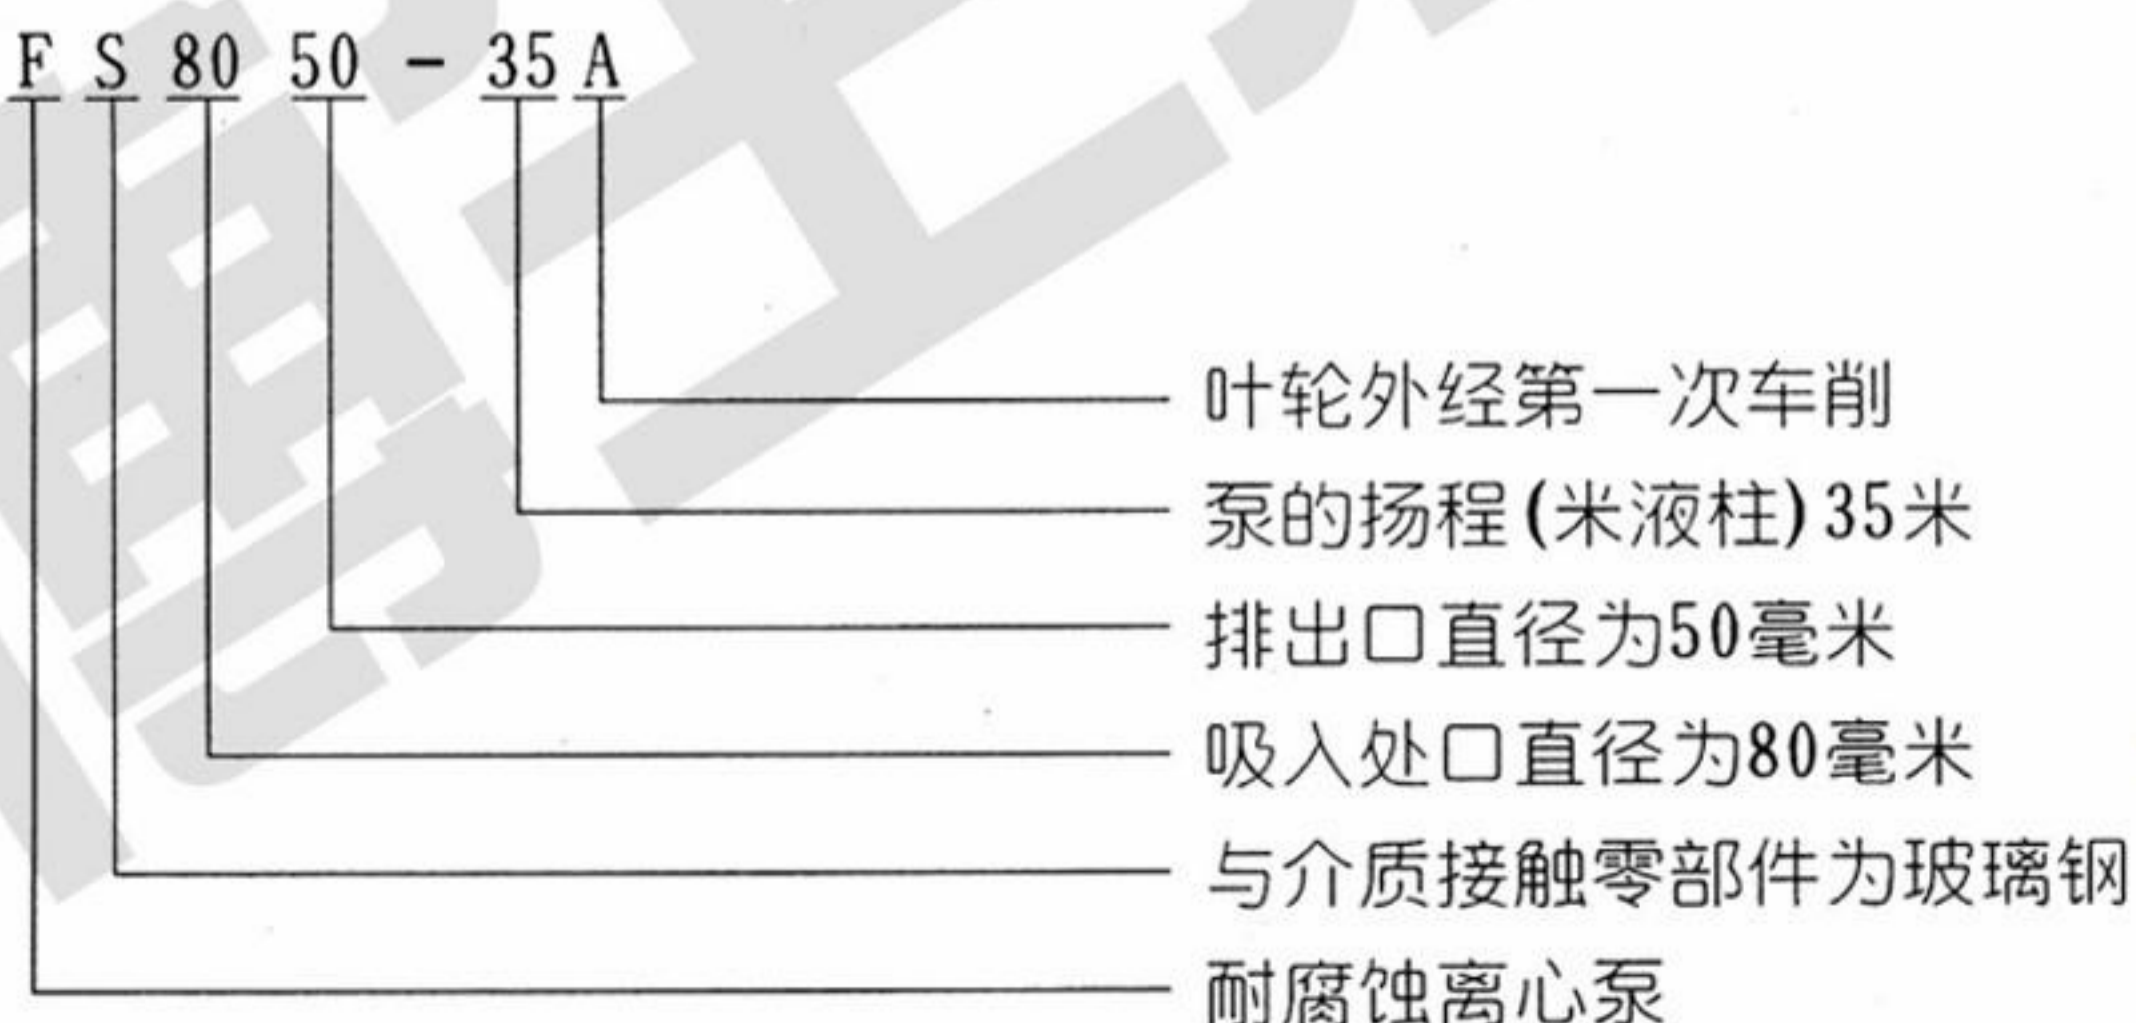 F S 80 50 - 35 A
叶轮外经第一次车削
泵的扬程(米液柱)35米
排出口直径为50毫米
吸入处口直径为80毫米
与介质接触零部件为玻璃钢
耐腐蚀离心泵